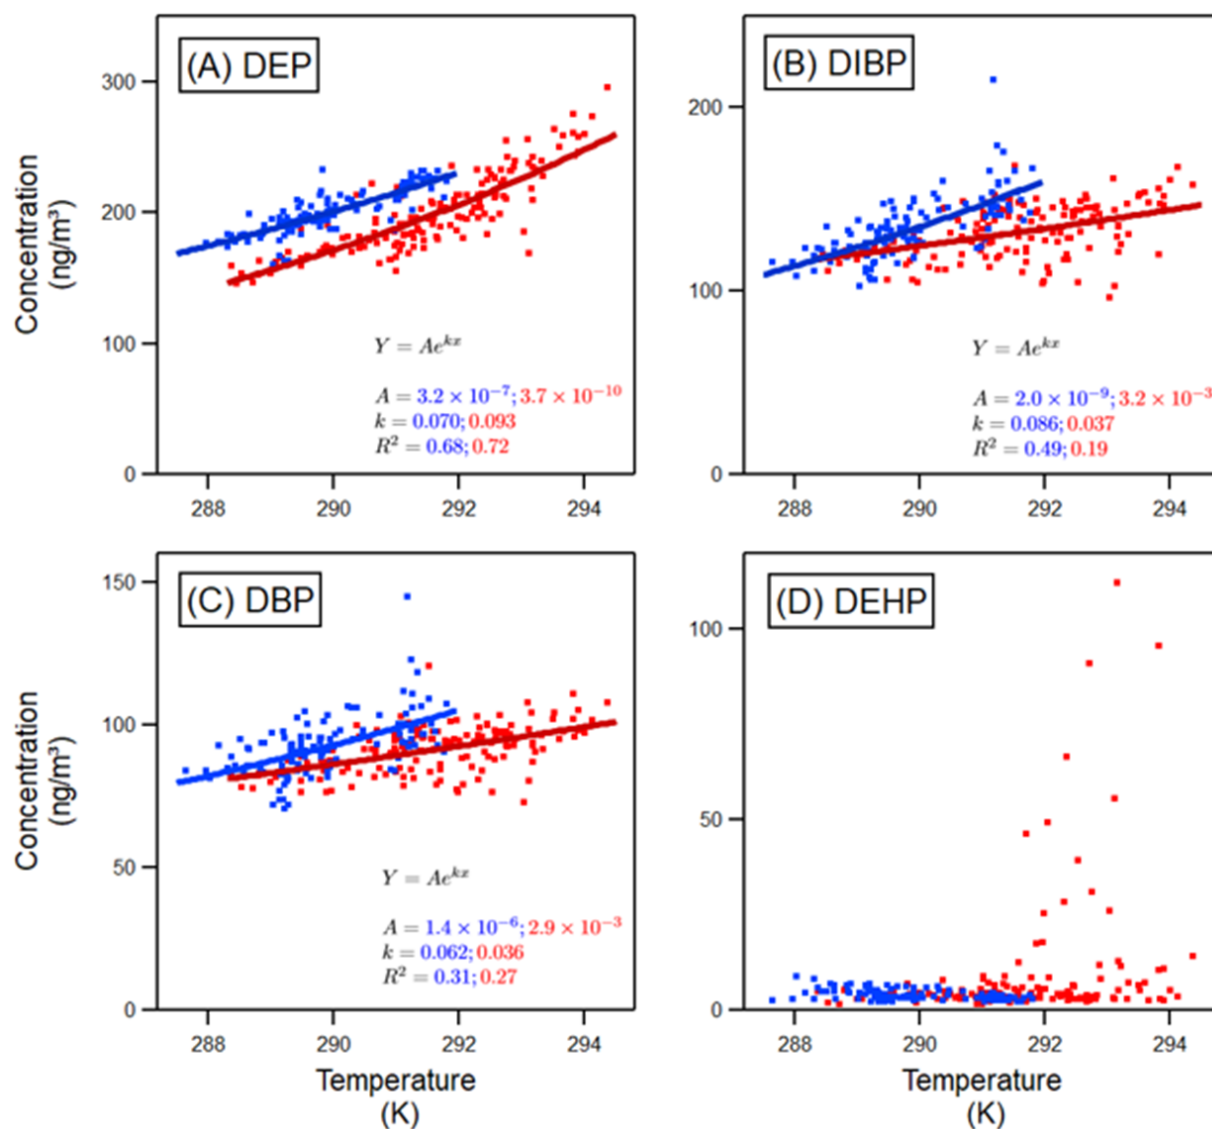 (A) DEP
Concentration
(ng/m³)
300
200
100
0
288 290 292 294
Y = Ae^{kx}
A = 3.2 × 10^{-7}; 3.7 × 10^{-10}
k = 0.070; 0.093
R² = 0.68; 0.72
(B) DIBP
200
100
0
288 290 292 294
Y = Ae^{kx}
A = 2.0 × 10^{-9}; 3.2 × 10^{-3}
k = 0.086; 0.037
R² = 0.49; 0.19
(C) DBP
Concentration
(ng/m³)
150
100
50
0
288 290 292 294
Temperature
(K)
Y = Ae^{kx}
A = 1.4 × 10^{-6}; 2.9 × 10^{-3}
k = 0.062; 0.036
R² = 0.31; 0.27
(D) DEHP
100
50
0
288 290 292 294
Temperature
(K)